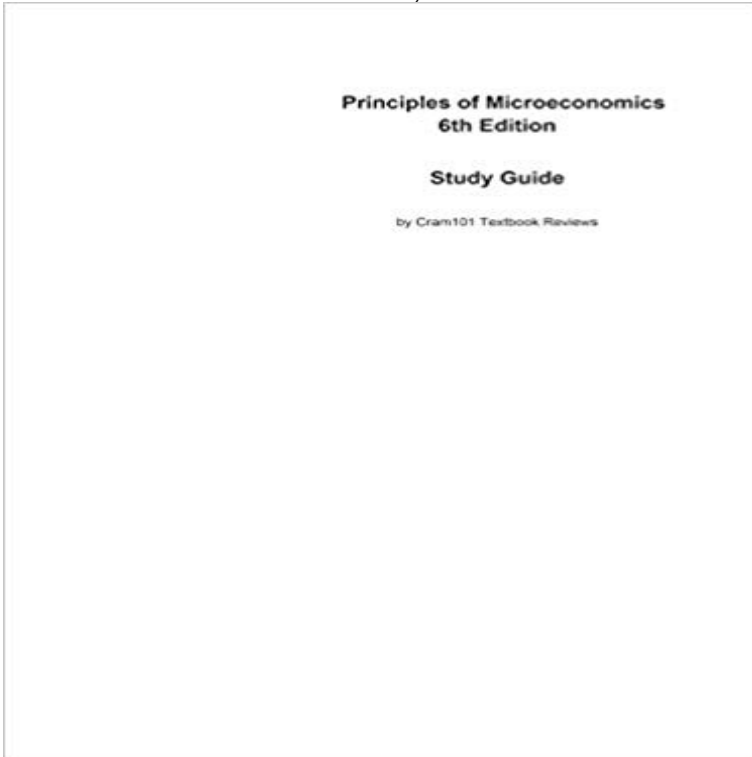 Principles of Microeconomics
6th Edition
Study Guide
by Cram101 Textbook Reviews